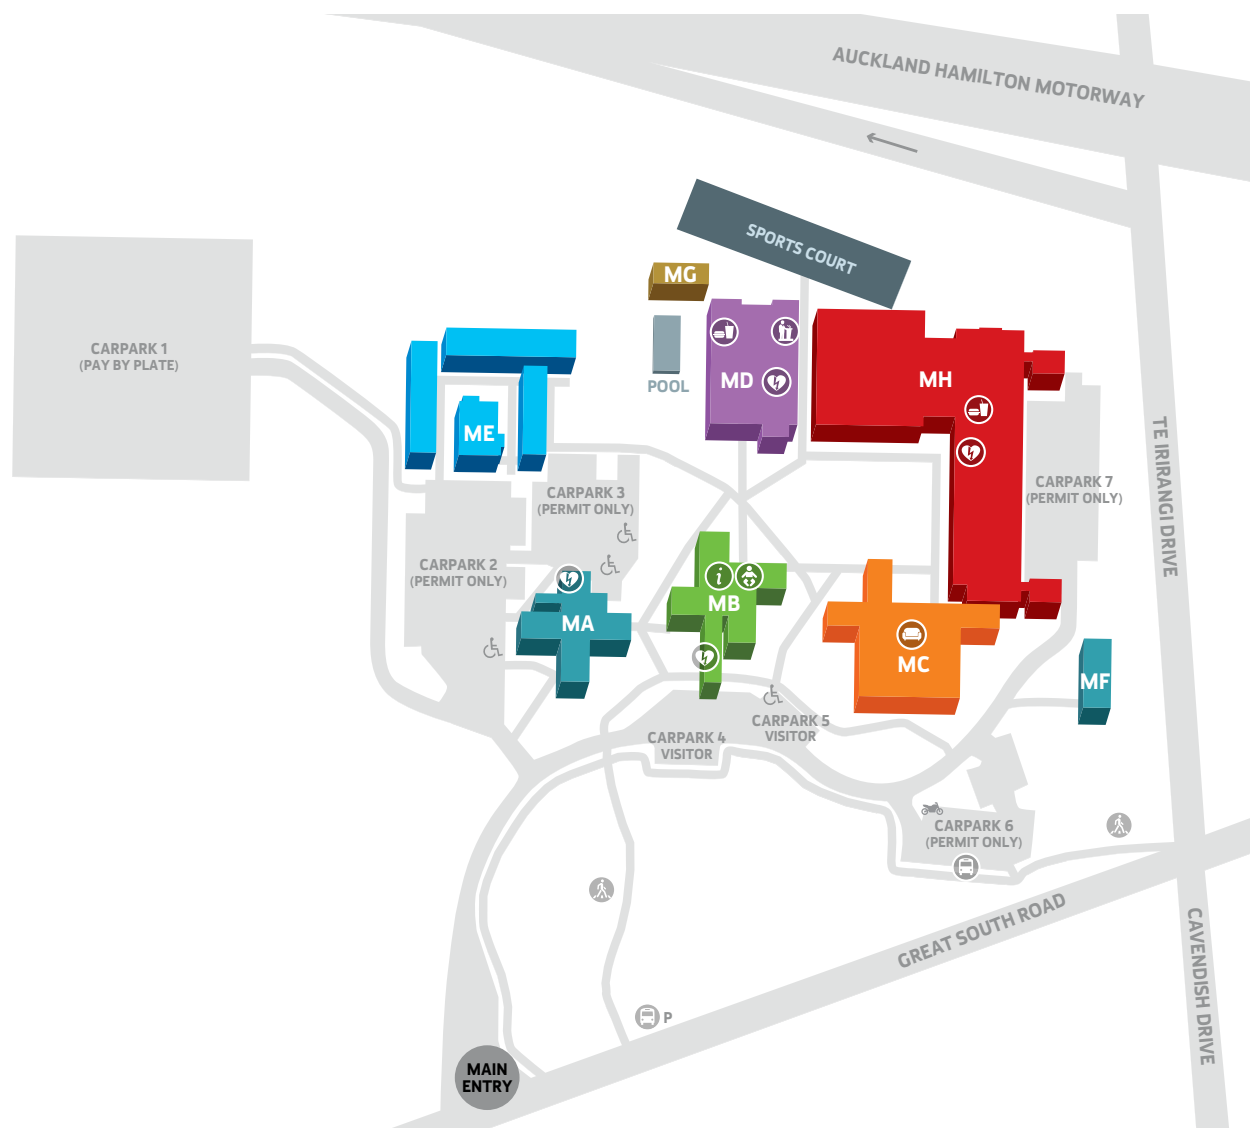 AUCKLAND HAMILTON MOTORWAY
SPORTS COURT
MG
CARPARK 1
(PAY BY PLATE)
POOL
MD
MH
ME
CARPARK 3
(PERMIT ONLY)
CARPARK 7
(PERMIT ONLY)
TE IRIRANGI DRIVE
CARPARK 2
(PERMIT ONLY)
i
MB
MA
MC
MF
CARPARK 5
VISITOR
CARPARK 4
VISITOR
CARPARK 6
(PERMIT ONLY)
GREAT SOUTH ROAD
CAVENDISH DRIVE
P
MAIN
ENTRY